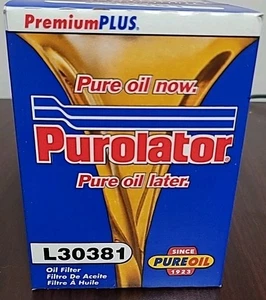 PremiumPLUS®
Pure oil now.
Purolator®
Pure oil later.
L30381
Oil Filter
Filtro De Aceite
Filtre À Huile
SINCE
PUREOIL
1923